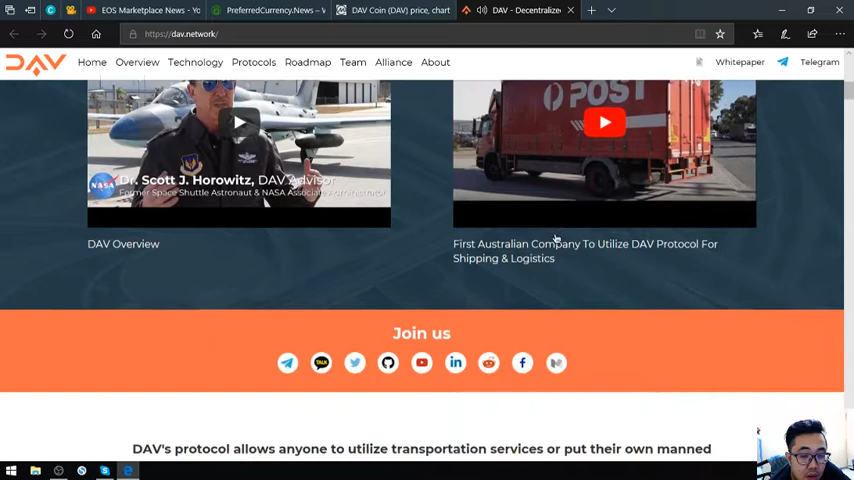 EOS Marketplace News - Yo
PreferredCurrency.News – W
DAV Coin (DAV) price, chart
DAV - Decentralize
https://dav.network/
DAV
Home
Overview
Technology
Protocols
Roadmap
Team
Alliance
About
Whitepaper
Telegram
NASA
Dr. Scott J. Horowitz, DAV Advisor
Former Space Shuttle Astronaut & NASA Associate Administrator
POST
DAV Overview
First Australian Company To Utilize DAV Protocol For
Shipping & Logistics
Join us
TALK
DAV's protocol allows anyone to utilize transportation services or put their own manned